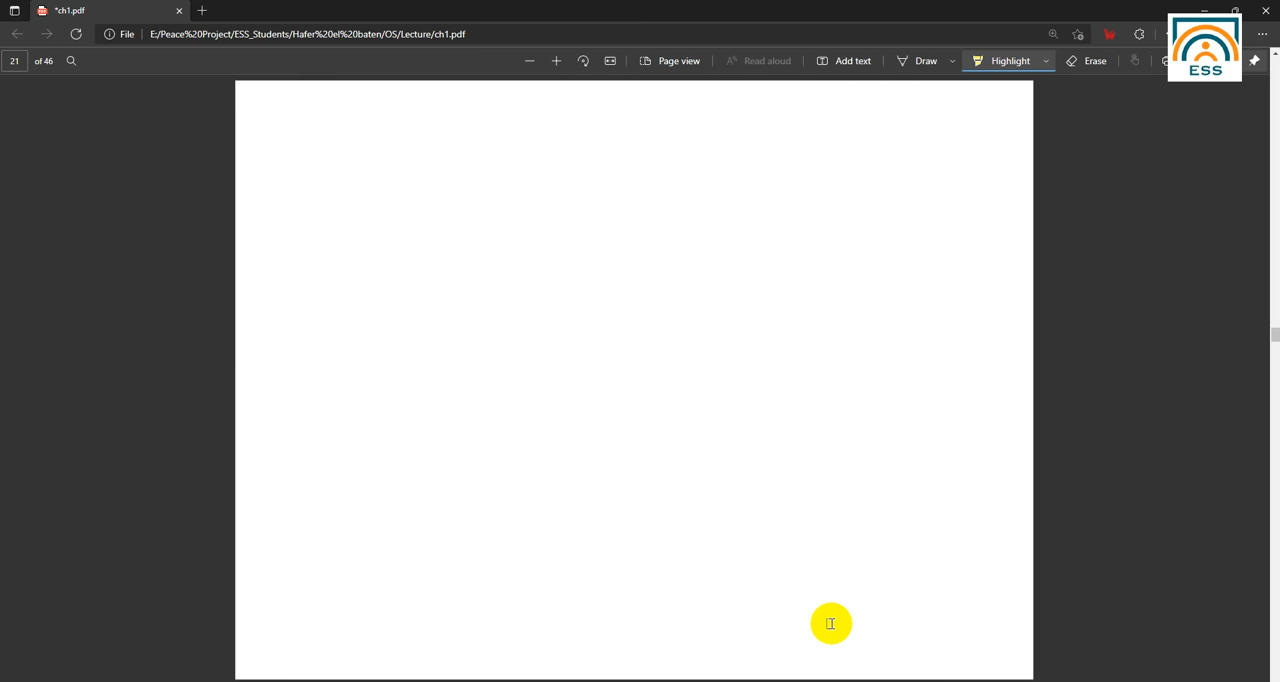 *ch1.pdf
File
E:/Peace%20Project/ESS_Students/Hafer%20el%20baten/OS/Lecture/ch1.pdf
21 of 46
Page view
Read aloud
Add text
Draw
Highlight
Erase
ESS